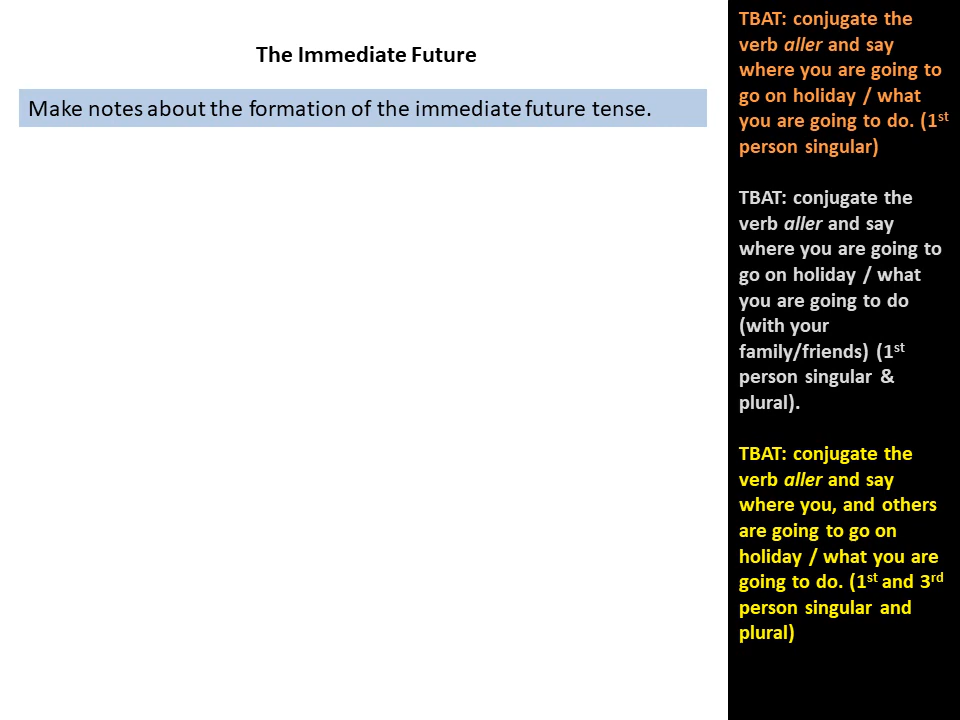 The Immediate Future
Make notes about the formation of the immediate future tense.
TBAT: conjugate the
verb aller and say
where you are going to
go on holiday / what
you are going to do. (1st
person singular)
TBAT: conjugate the
verb aller and say
where you are going to
go on holiday / what
you are going to do
(with your
family/friends) (1st
person singular &
plural).
TBAT: conjugate the
verb aller and say
where you, and others
are going to go on
holiday / what you are
going to do. (1st and 3rd
person singular and
plural)